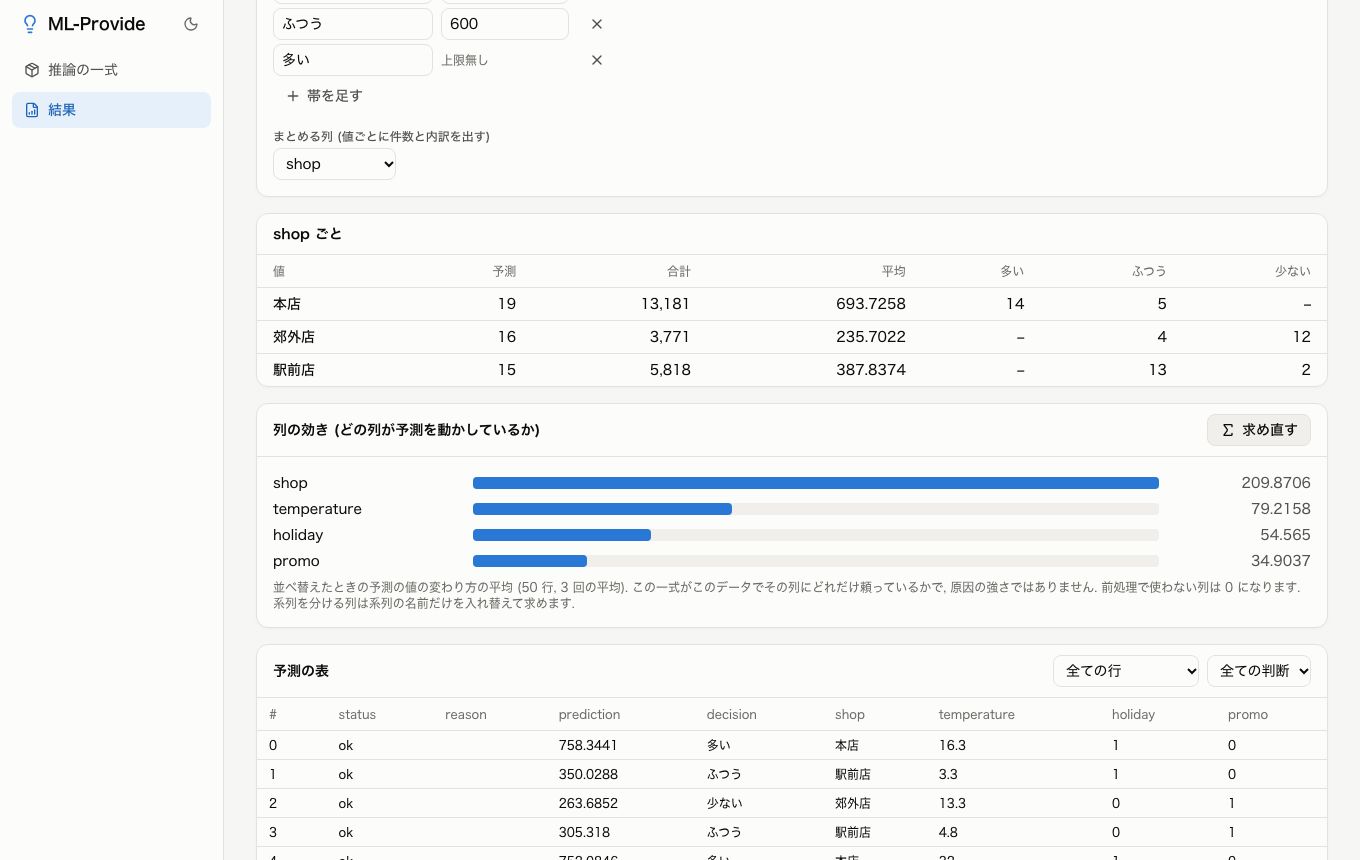 ML-Provide
推論の一式
結果
ふつう 600
多い 上限無し
帯を足す
まとめる列 (値ごとに件数と内訳を出す)
shop
shop ごと
値 予測 合計 平均 多い ふつう 少ない
本店 19 13,181 693.7258 14 5 –
郊外店 16 3,771 235.7022 – 4 12
駅前店 15 5,818 387.8374 – 13 2
列の効き (どの列が予測を動かしているか) Σ 求め直す
shop 209.8706
temperature 79.2158
holiday 54.565
promo 34.9037
並べ替えたときの予測の値の変わり方の平均 (50 行, 3 回の平均). この一式がこのデータでその列にどれだけ頼っているかで, 原因の強さではありません. 前処理で使わない列は 0 になります.
系列を分ける列は系列の名前だけを入れ替えて求めます.
予測の表 全ての行 全ての判断
# status reason prediction decision shop temperature holiday promo
0 ok 758.3441 多い 本店 16.3 1 0
1 ok 350.0288 ふつう 駅前店 3.3 1 0
2 ok 263.6852 少ない 郊外店 13.3 0 1
3 ok 305.318 ふつう 駅前店 4.8 0 1